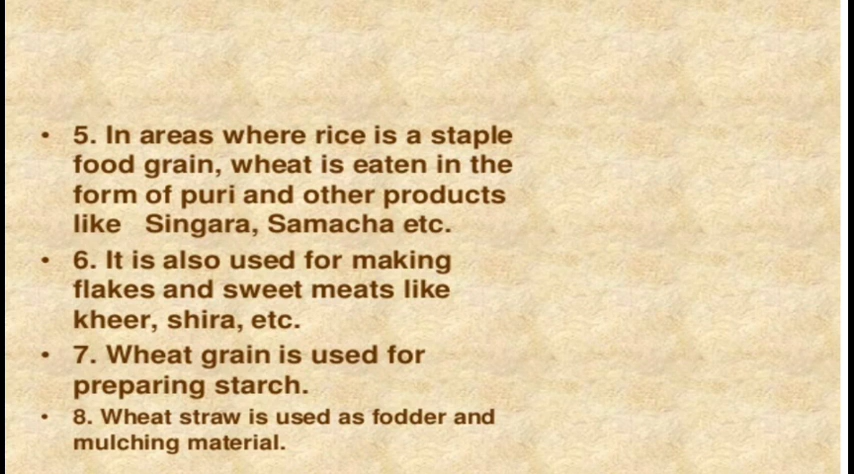 • 5. In areas where rice is a staple
food grain, wheat is eaten in the
form of puri and other products
like Singara, Samacha etc.
• 6. It is also used for making
flakes and sweet meats like
kheer, shira, etc.
• 7. Wheat grain is used for
preparing starch.
• 8. Wheat straw is used as fodder and
mulching material.